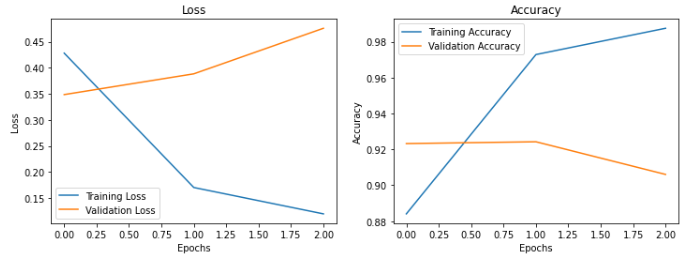 Loss
0.45
0.40
0.35
0.30
0.25
0.20
0.15
Loss
Training Loss
Validation Loss
0.00 0.25 0.50 0.75 1.00 1.25 1.50 1.75 2.00
Epochs
Accuracy
Training Accuracy
Validation Accuracy
0.98
0.96
0.94
0.92
0.90
0.88
Accuracy
0.00 0.25 0.50 0.75 1.00 1.25 1.50 1.75 2.00
Epochs